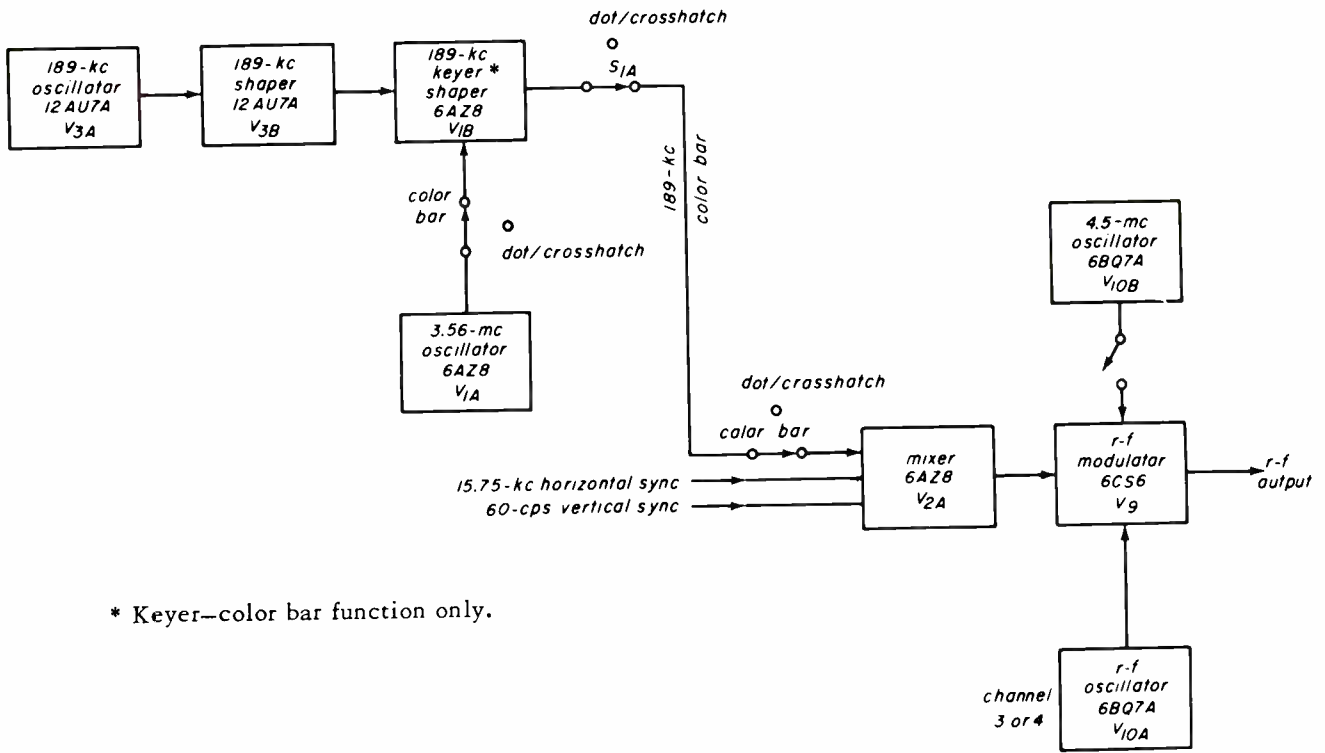 dot/crosshatch
S1A
189-kc
oscillator
12AU7A
V3A
189-kc
shaper
12AU7A
V3B
189-kc
keyer *
shaper
6AZ8
V1B
color
bar
dot/crosshatch
3.56-mc
oscillator
6AZ8
V1A
189-kc
color bar
4.5-mc
oscillator
6BQ7A
V10B
dot/crosshatch
color bar
15.75-kc horizontal sync
60-cps vertical sync
mixer
6AZ8
V2A
r-f
modulator
6CS6
V9
r-f
output
* Keyer—color bar function only.
channel
3 or 4
r-f
oscillator
6BQ7A
V10A